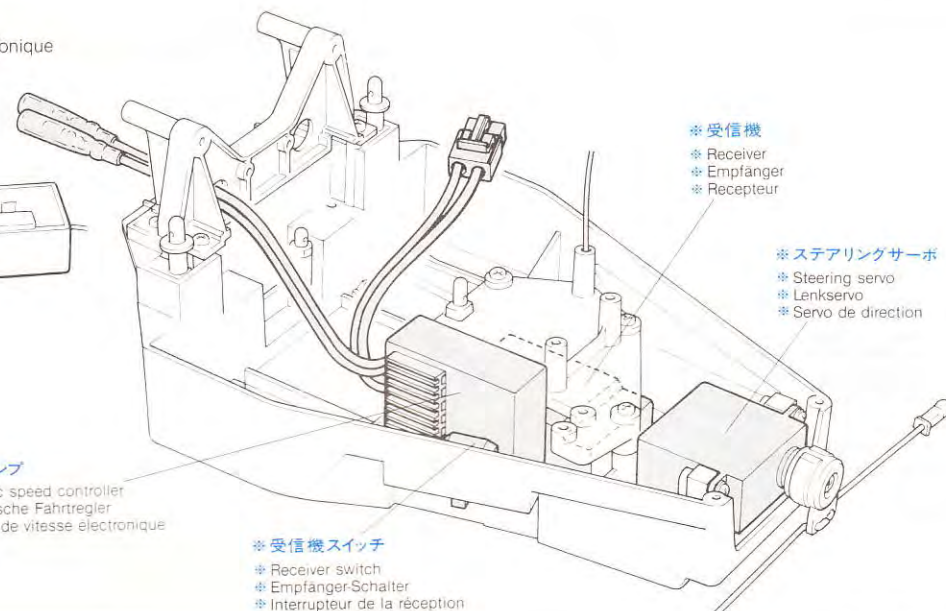 onique
※受信機
※Receiver
※Empfänger
※Recepteur
※ステアリングサーボ
※Steering servo
※Lenkservo
※Servo de direction
ンプ
c speed controller
sche Fahrtregler
de vitesse électronique
※受信機スイッチ
※Receiver switch
※Empfänger-Schalter
※Interrupteur de la réception